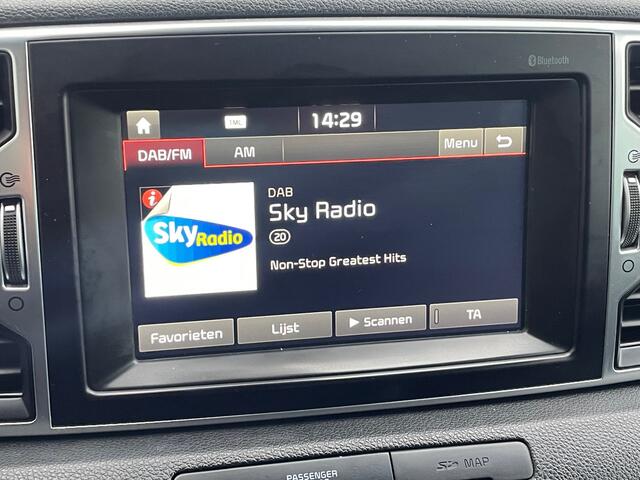 Bluetooth
TMC
14:29
DAB/FM
AM
Menu
DAB
Sky Radio
20
Non-Stop Greatest Hits
i
Sky Radio
Favorieten
Lijst
Scannen
TA
PASSENGER
SD MAP